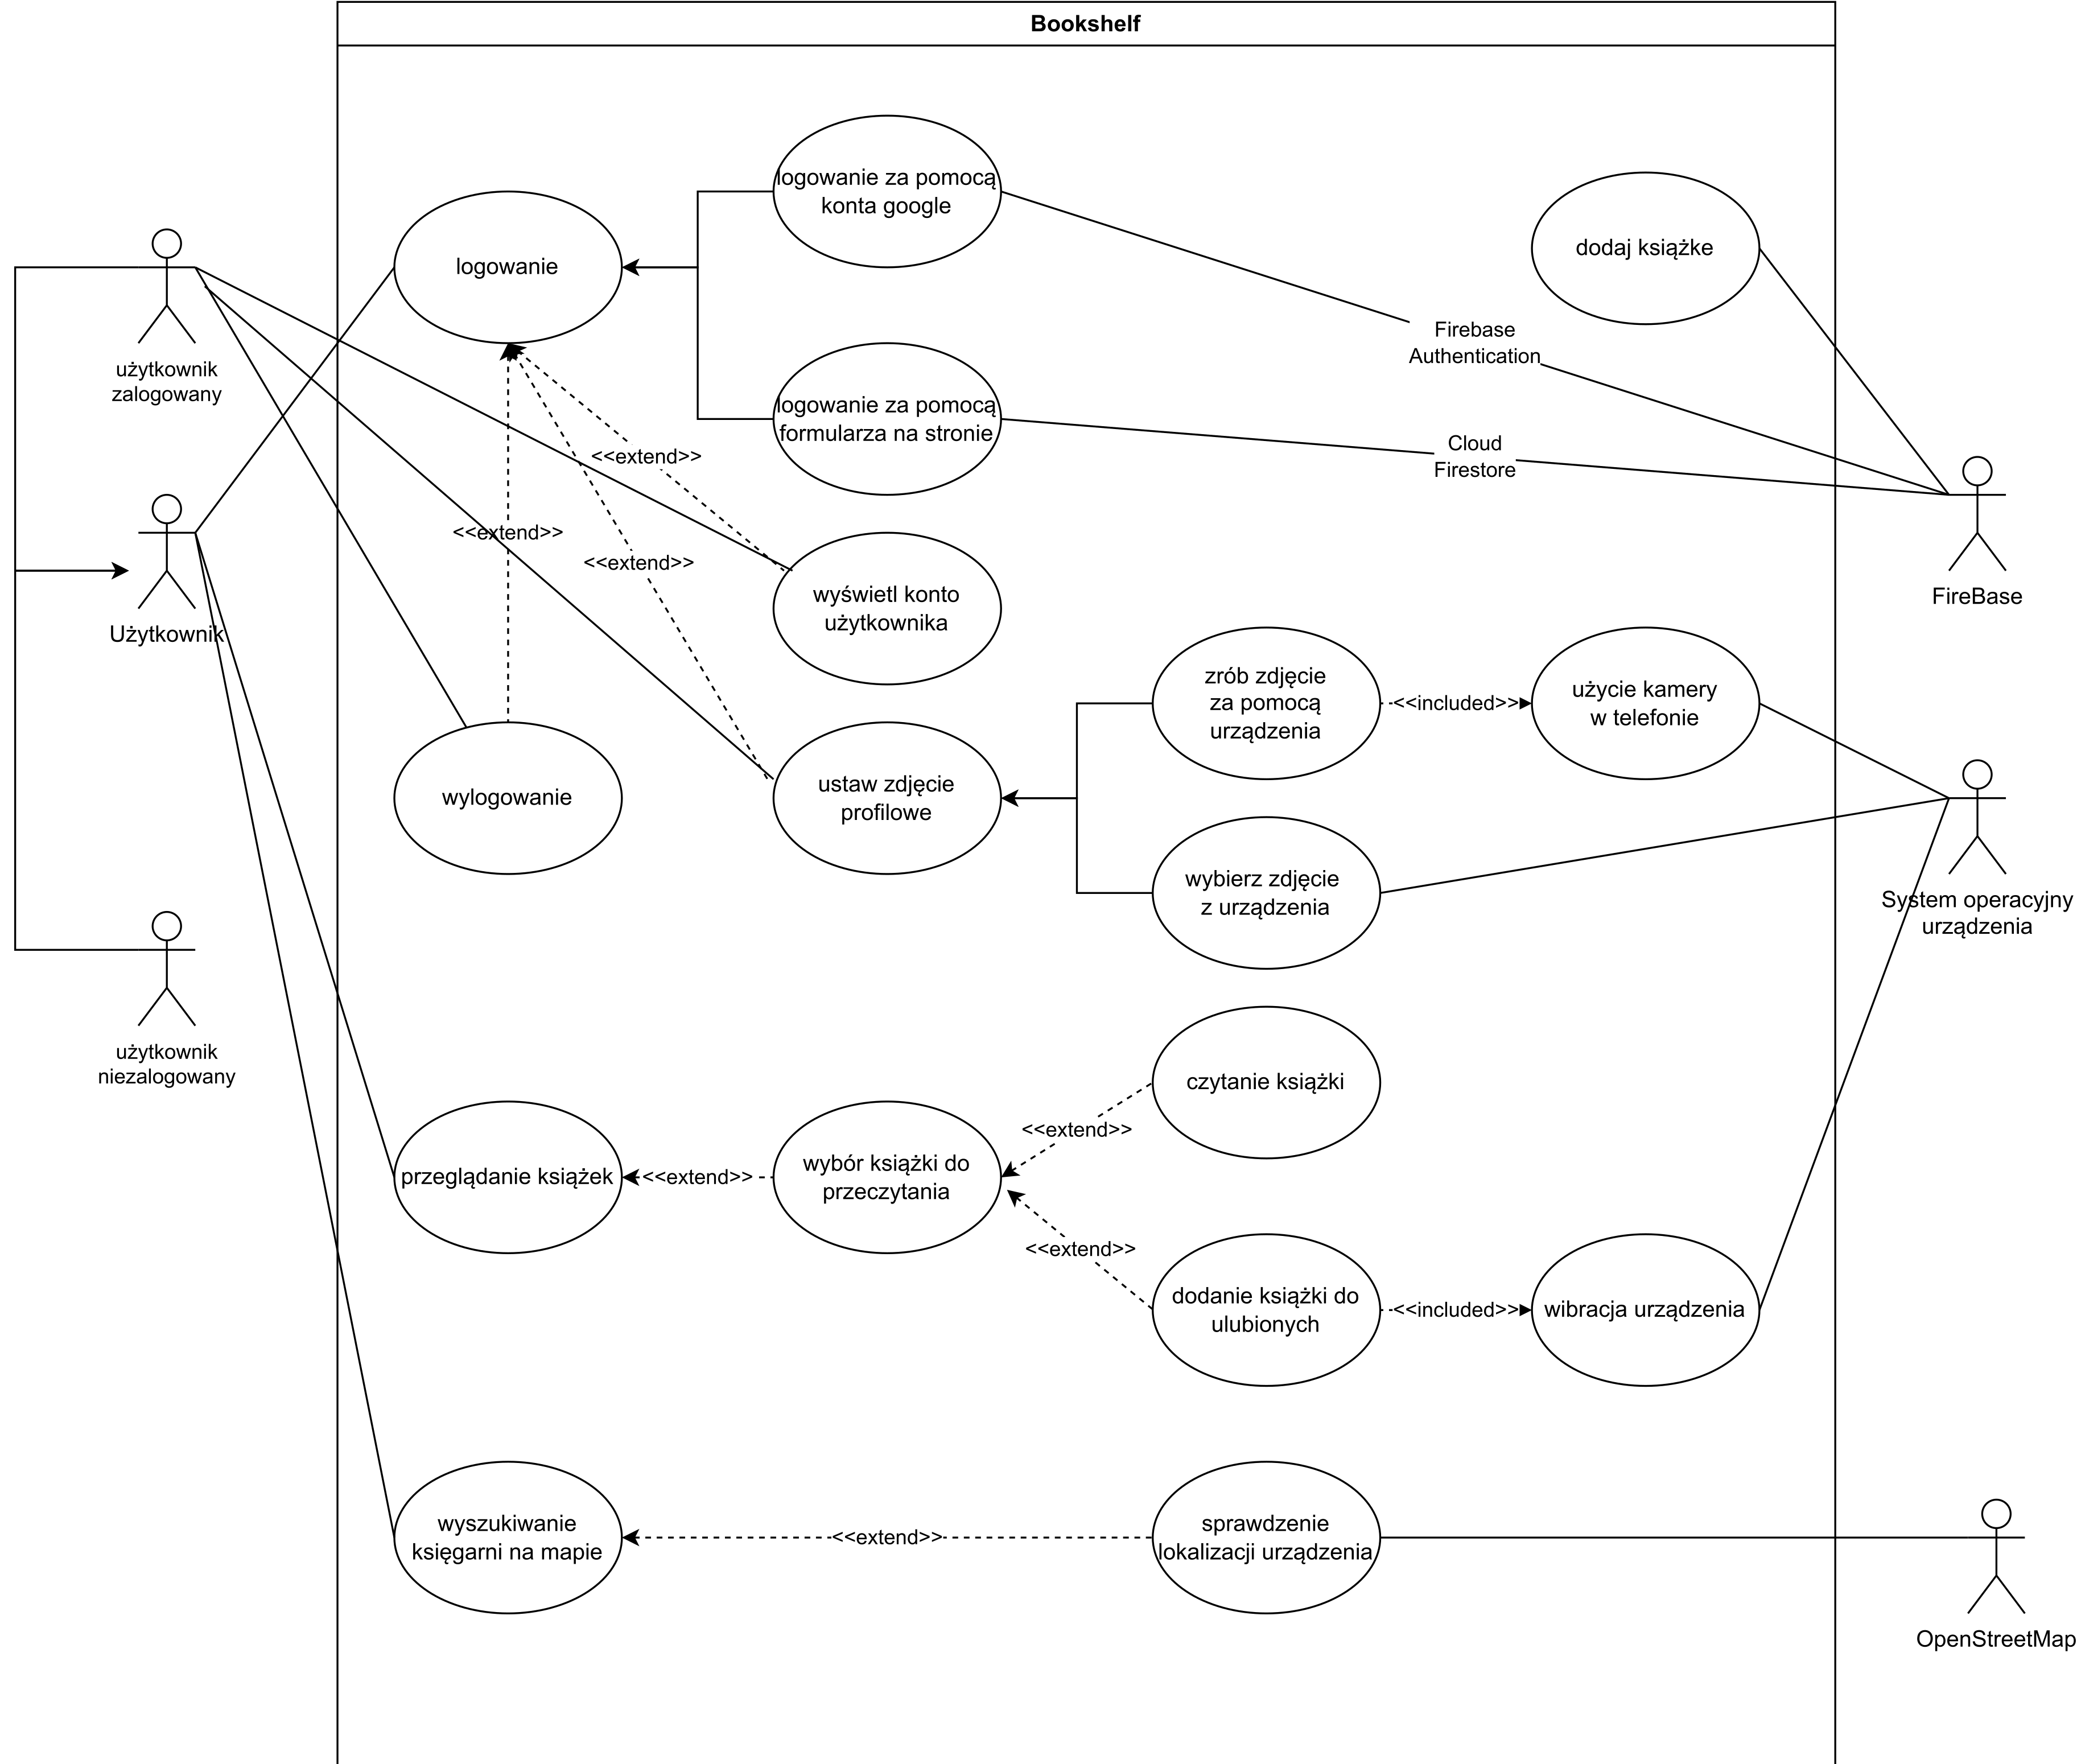 Bookshelf
logowanie za pomocą
konta google
dodaj książke
logowanie
użytkownik
zalogowany
Firebase
Authentication
logowanie za pomocą
formularza na stronie
Cloud
Firestore
<<extend>>
<<extend>>
<<extend>>
wyświetl konto
użytkownika
FireBase
Użytkownik
zrób zdjęcie
za pomocą
urządzenia
<<included>>
użycie kamery
w telefonie
wylogowanie
ustaw zdjęcie
profilowe
wybierz zdjęcie
z urządzenia
System operacyjny
urządzenia
użytkownik
niezalogowany
czytanie książki
<<extend>>
przeglądanie książek
<<extend>>
wybór książki do
przeczytania
<<extend>>
dodanie książki do
ulubionych
<<included>>
wibracja urządzenia
wyszukiwanie
księgarni na mapie
<<extend>>
sprawdzenie
lokalizacji urządzenia
OpenStreetMap